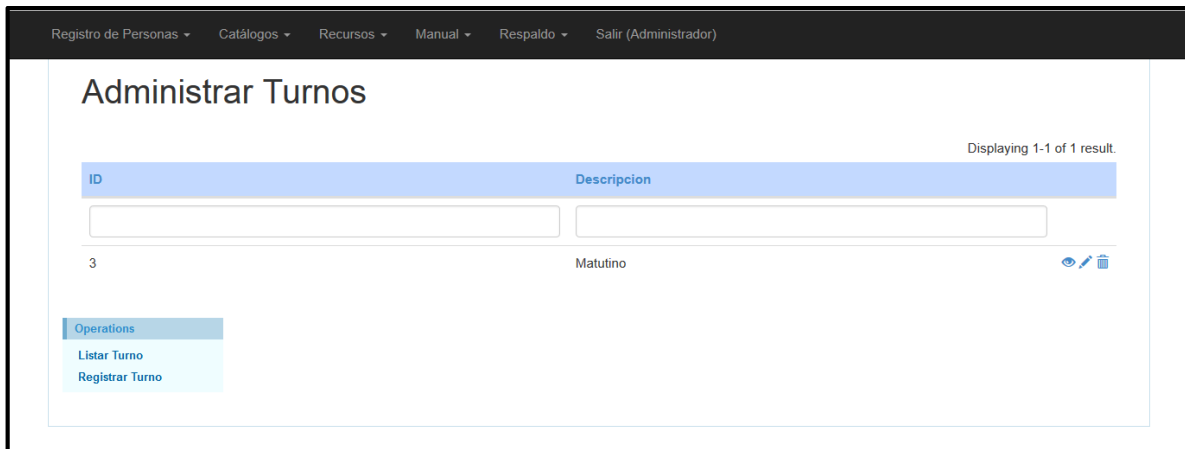 Registro de Personas Catálogos Recursos Manual Respaldo Salir (Administrador)
Administrar Turnos
Displaying 1-1 of 1 result.
ID Descripcion
3 Matutino
Operations
Listar Turno
Registrar Turno